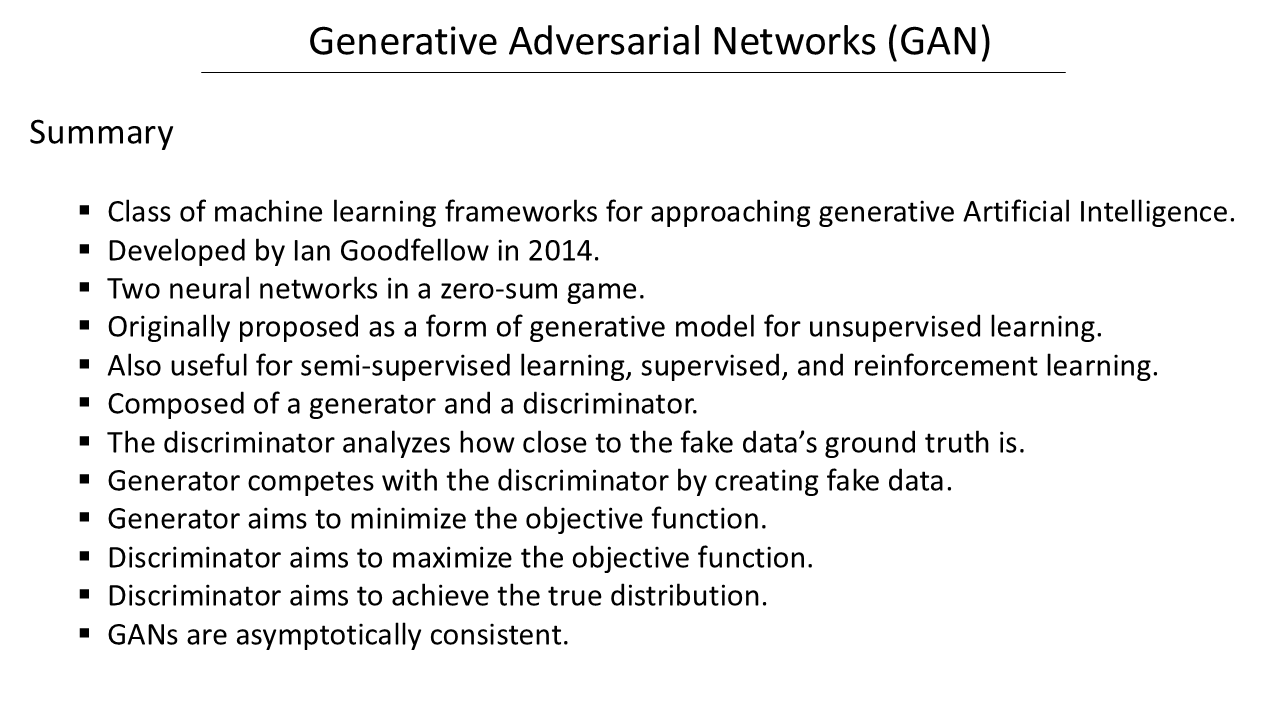 Generative Adversarial Networks (GAN)
Summary
▪ Class of machine learning frameworks for approaching generative Artificial Intelligence.
▪ Developed by Ian Goodfellow in 2014.
▪ Two neural networks in a zero-sum game.
▪ Originally proposed as a form of generative model for unsupervised learning.
▪ Also useful for semi-supervised learning, supervised, and reinforcement learning.
▪ Composed of a generator and a discriminator.
▪ The discriminator analyzes how close to the fake data’s ground truth is.
▪ Generator competes with the discriminator by creating fake data.
▪ Generator aims to minimize the objective function.
▪ Discriminator aims to maximize the objective function.
▪ Discriminator aims to achieve the true distribution.
▪ GANs are asymptotically consistent.